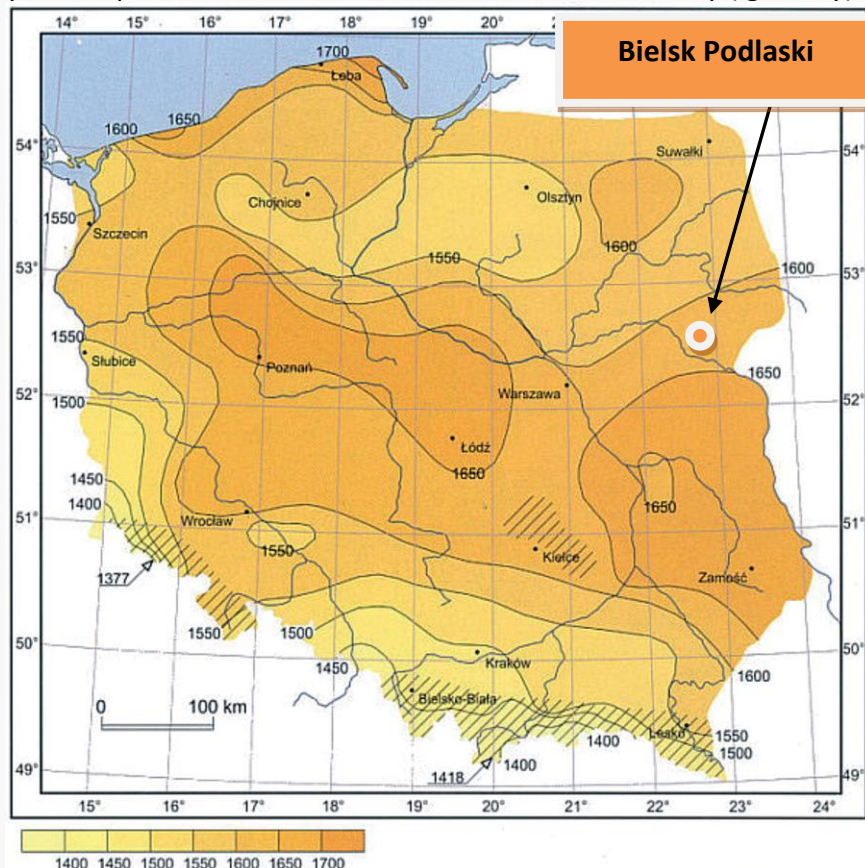 14° 15° 16° 17° 18° 19° 20° 21°
Bielsk Podlaski
1700
Łeba
1650
1600
54°
54°
Suwałki
Chojnice
Olsztyn
1550
Szczecin
1600
53°
1550
1600
53°
1550
Słubice
Poznań
1650
52°
Warszawa
52°
1500
Łódź
1650
1450
1400
1650
51°
Wrocław
51°
1550
Kielce
1377
Zamość
50°
1550
1500
50°
1450
Kraków
1600
0 100 km
Bielsko-Biała
Lesko
1550
1400
1500
49°
1418
1400
49°
15° 16° 17° 18° 19° 20° 21° 22° 23° 24°
1400 1450 1500 1550 1600 1650 1700